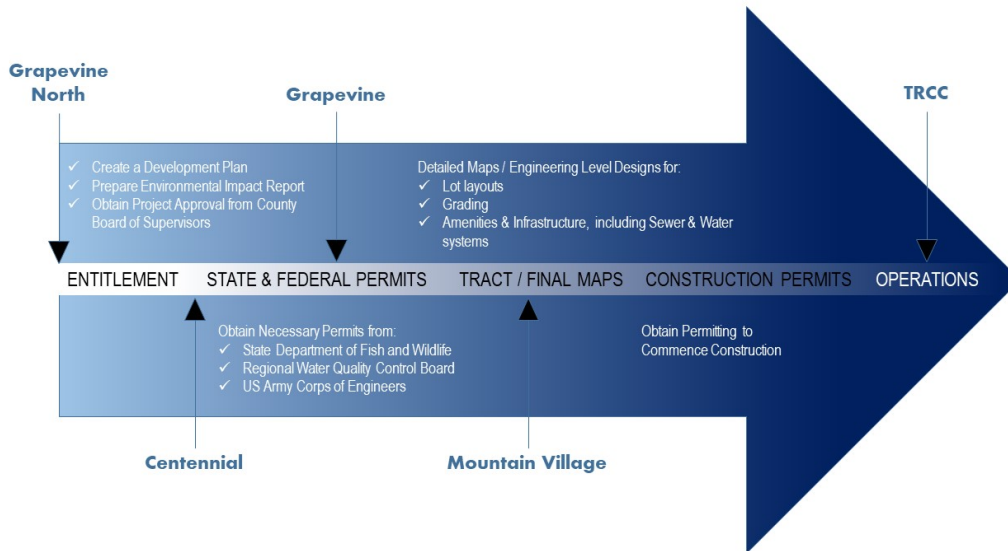 Grapevine
North
Grapevine
TRCC
✓ Create a Development Plan
✓ Prepare Environmental Impact Report
✓ Obtain Project Approval from County
Board of Supervisors
Detailed Maps / Engineering Level Designs for:
✓ Lot layouts
✓ Grading
✓ Amenities & Infrastructure, including Sewer & Water
systems
ENTITLEMENT STATE & FEDERAL PERMITS TRACT / FINAL MAPS CONSTRUCTION PERMITS OPERATIONS
Obtain Necessary Permits from:
✓ State Department of Fish and Wildlife
✓ Regional Water Quality Control Board
✓ US Army Corps of Engineers
Obtain Permitting to
Commence Construction
Centennial
Mountain Village